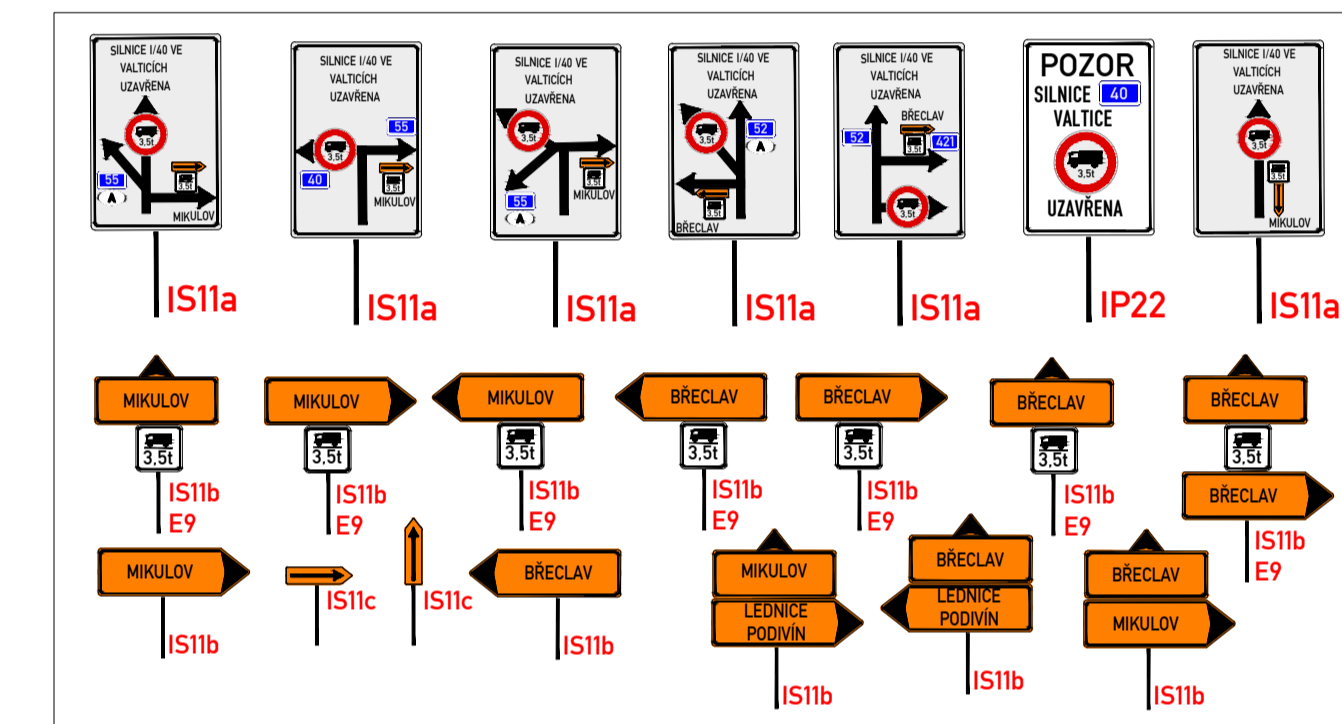 SILNICE I/40 VE
VALTICÍCH
UZAVŘENA
3,5t
55
A
3,5t
MIKULOV
IS11a
SILNICE I/40 VE
VALTICÍCH
UZAVŘENA
55
3,5t
40
3,5t
MIKULOV
IS11a
SILNICE I/40 VE
VALTICÍCH
UZAVŘENA
3,5t
3,5t
MIKULOV
55
A
IS11a
SILNICE I/40 VE
VALTICÍCH
UZAVŘENA
52
A
3,5t
3,5t
BŘECLAV
IS11a
SILNICE I/40 VE
VALTICÍCH
UZAVŘENA
BŘECLAV
52
3,5t
421
3,5t
IS11a
POZOR
SILNICE 40
VALTICE
3,5t
UZAVŘENA
IP22
SILNICE I/40 VE
VALTICÍCH
UZAVŘENA
3,5t
3,5t
MIKULOV
IS11a
MIKULOV
3,5t
IS11b
E9
MIKULOV
3,5t
IS11b
E9
MIKULOV
3,5t
IS11b
E9
BŘECLAV
3,5t
IS11b
E9
BŘECLAV
3,5t
IS11b
E9
BŘECLAV
3,5t
IS11b
E9
BŘECLAV
3,5t
BŘECLAV
IS11b
E9
MIKULOV
IS11b
IS11c
IS11c
BŘECLAV
IS11b
MIKULOV
LEDNICE
PODIVÍN
IS11b
BŘECLAV
LEDNICE
PODIVÍN
IS11b
BŘECLAV
MIKULOV
IS11b